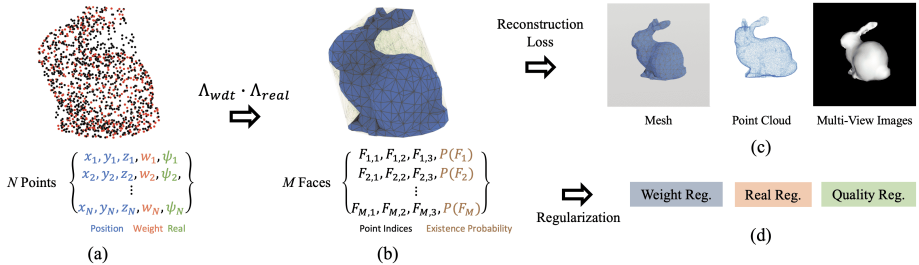 Λ_wdt · Λ_real
N Points
x_1, y_1, z_1, w_1, ψ_1
x_2, y_2, z_2, w_2, ψ_2,
⋮
x_N, y_N, z_N, w_N, ψ_N
Position Weight Real
(a)
M Faces
F_{1,1}, F_{1,2}, F_{1,3}, P(F_1)
F_{2,1}, F_{2,2}, F_{2,3}, P(F_2)
⋮
F_{M,1}, F_{M,2}, F_{M,3}, P(F_M)
Point Indices Existence Probability
(b)
Reconstruction
Loss
Mesh Point Cloud Multi-View Images
(c)
Regularization
Weight Reg. Real Reg. Quality Reg.
(d)